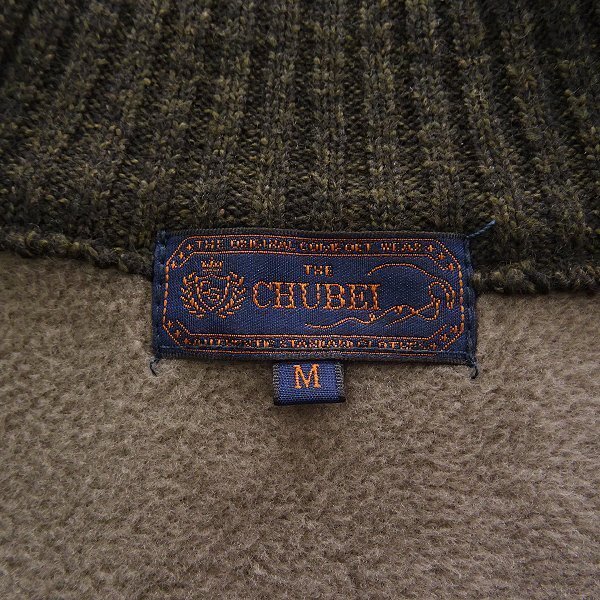 THE ORIGINAL COMFORT WEAR
THE
CHUBEI
AUTHENTIC STANDARD CLOTHES
M